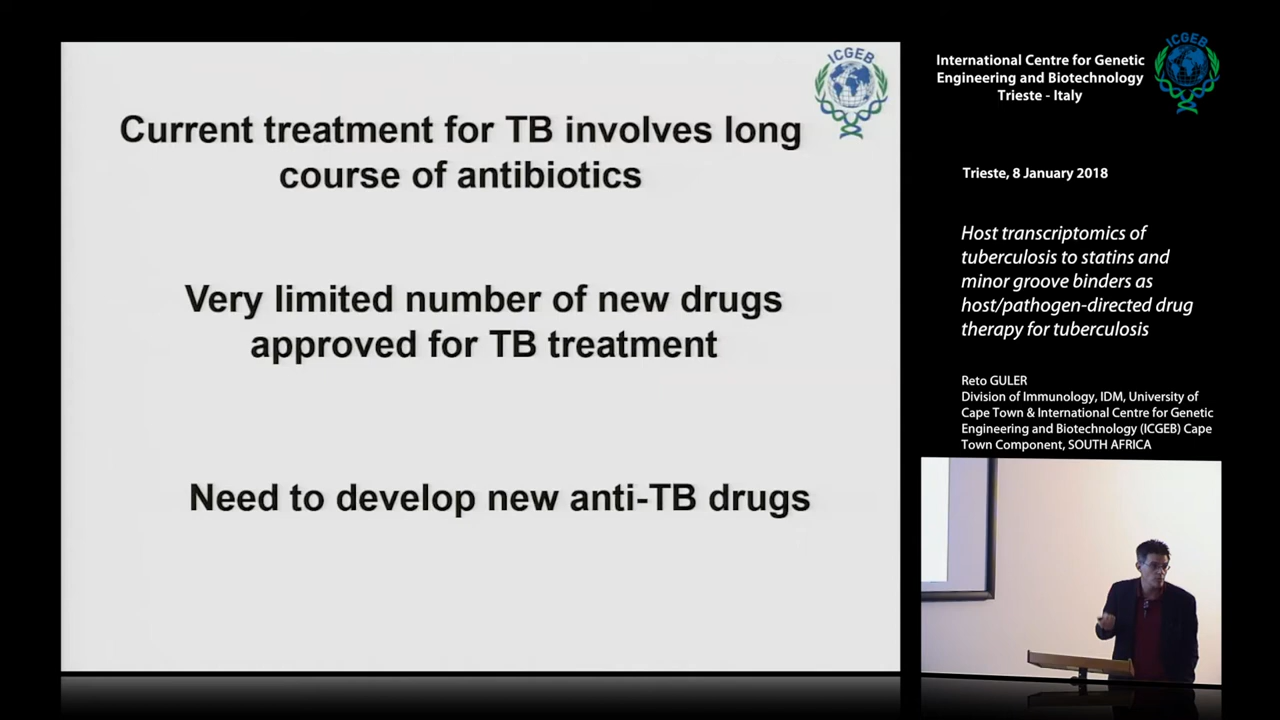 ICGEB
Current treatment for TB involves long
course of antibiotics
Very limited number of new drugs
approved for TB treatment
Need to develop new anti-TB drugs
International Centre for Genetic
Engineering and Biotechnology
Trieste - Italy
ICGEB
Trieste, 8 January 2018
Host transcriptomics of
tuberculosis to statins and
minor groove binders as
host/pathogen-directed drug
therapy for tuberculosis
Reto GULER
Division of Immunology, IDM, University of
Cape Town & International Centre for Genetic
Engineering and Biotechnology (ICGEB) Cape
Town Component, SOUTH AFRICA